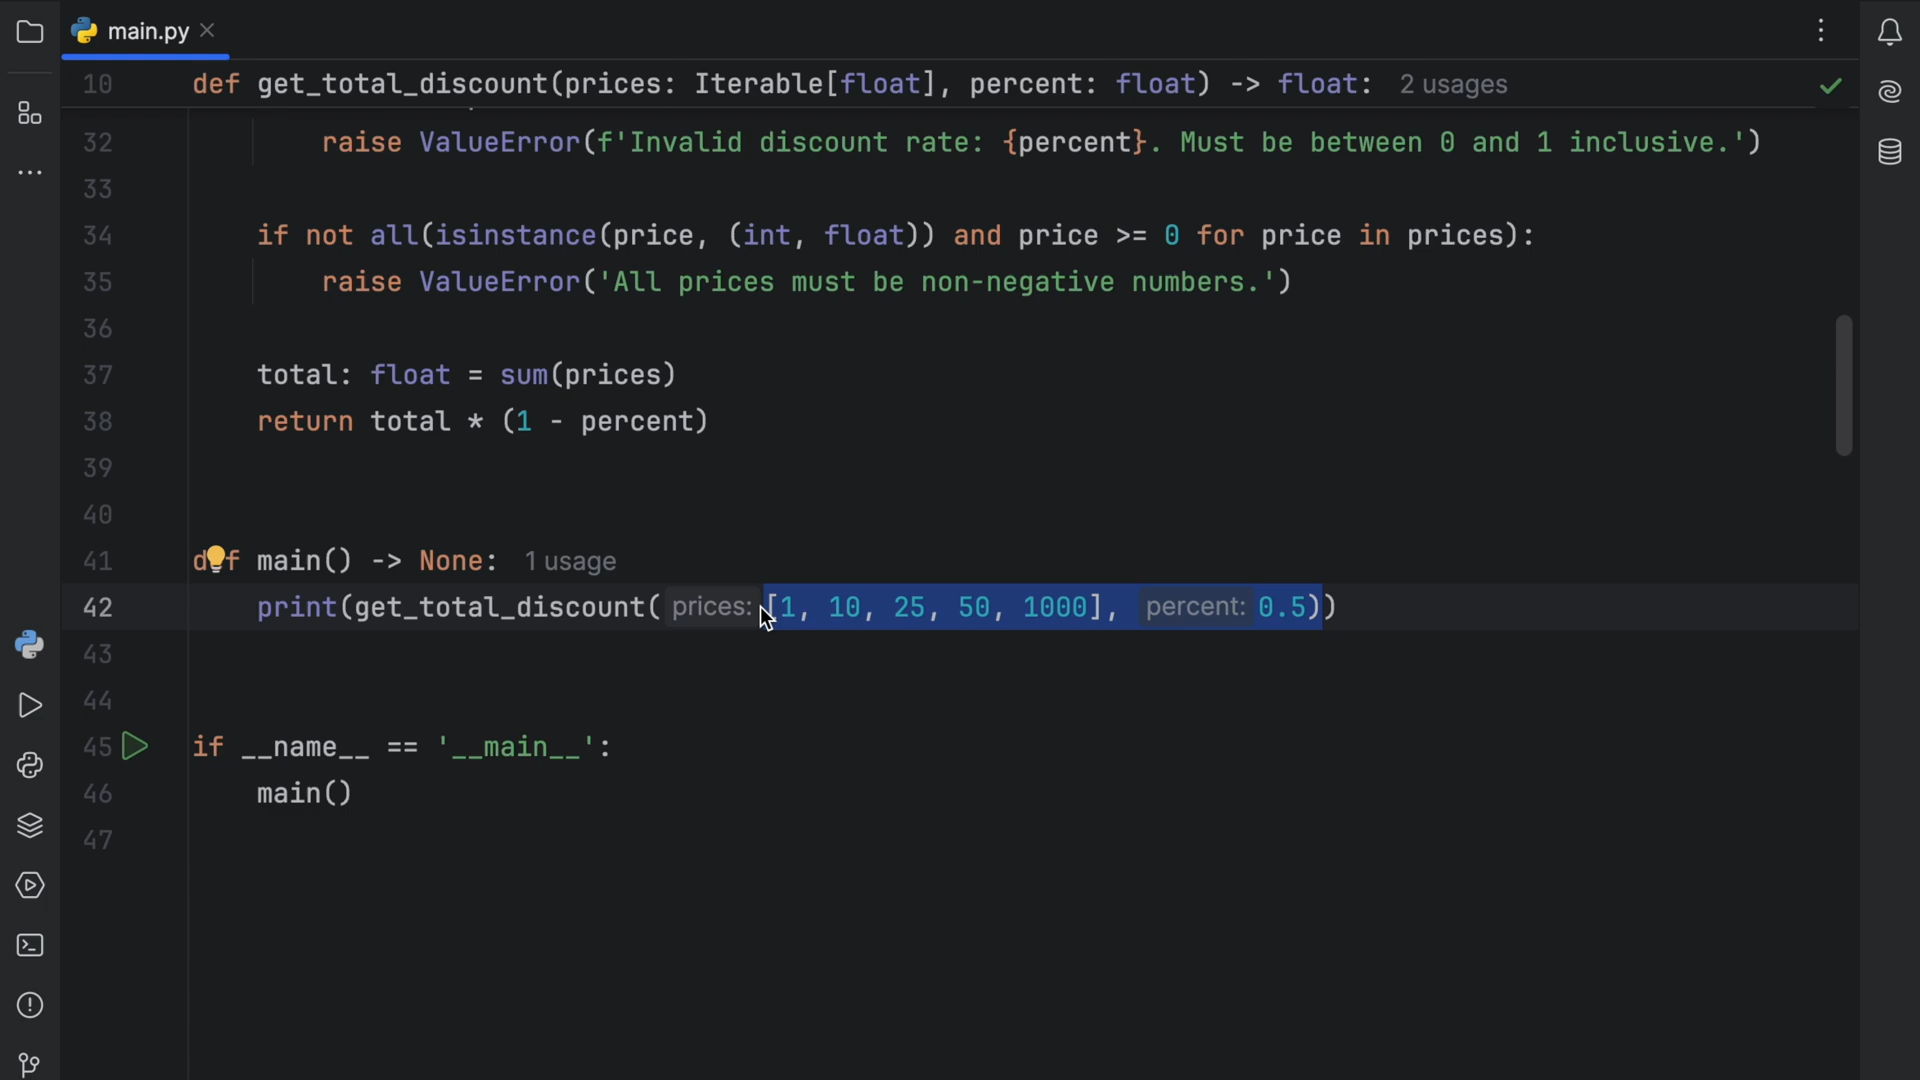 main.py
10 def get_total_discount(prices: Iterable[float], percent: float) -> float: 2 usages
32 raise ValueError(f'Invalid discount rate: {percent}. Must be between 0 and 1 inclusive.')
33
34 if not all(isinstance(price, (int, float)) and price >= 0 for price in prices):
35 raise ValueError('All prices must be non-negative numbers.')
36
37 total: float = sum(prices)
38 return total * (1 - percent)
39
40
41 def main() -> None: 1 usage
42 print(get_total_discount( prices: [1, 10, 25, 50, 1000], percent: 0.5))
43
44
45 if __name__ == '__main__':
46 main()
47